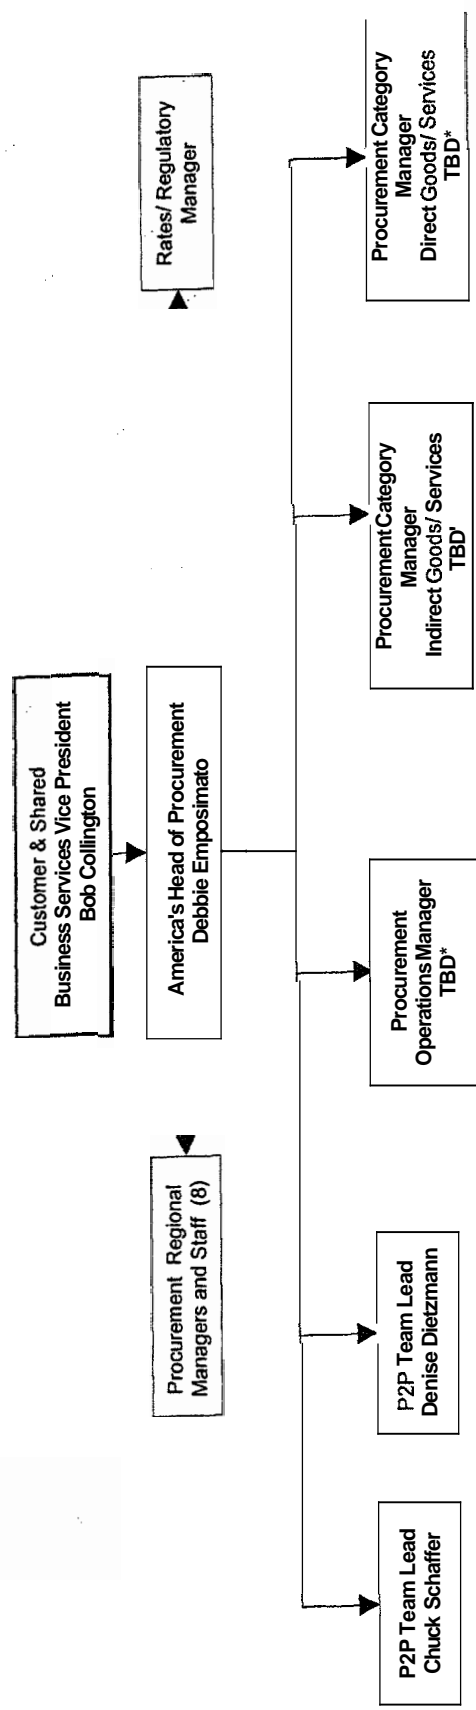 Customer & Shared
Business Services Vice President
Bob Collington
Procurement Regional
Managers and Staff (8)
America's Head of Procurement
Debbie Emposimato
Rates/ Regulatory
Manager
P2P Team Lead
Chuck Schaffer
P2P Team Lead
Denise Dietzmann
Procurement
Operations Manager
TBD*
Procurement Category
Manager
Indirect Goods/ Services
TBD'
Procurement Category
Manager
Direct Goods/ Services
TBD*